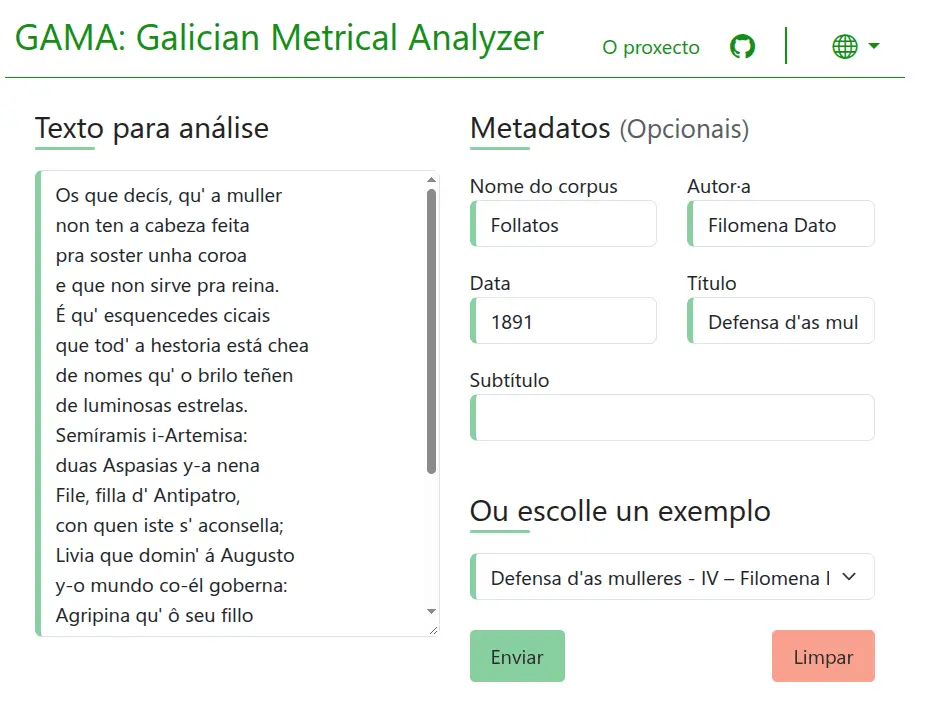 GAMA: Galician Metrical Analyzer
O proxecto
Texto para análise
Os que decís, qu' a muller
non ten a cabeza feita
pra soster unha coroa
e que non sirve pra reina.
É qu' esquencedes cicais
que tod' a hestoria está chea
de nomes qu' o brilo teñen
de luminosas estrelas.
Semíramis i-Artemisa:
duas Aspasias y-a nena
File, filla d' Antipatro,
con quen iste s' aconsella;
Livia que domin' á Augusto
y-o mundo co-él goberna:
Agripina qu' ô seu fillo
Metadatos (Opcionais)
Nome do corpus
Autor·a
Follatos
Filomena Dato
Data
Título
1891
Defensa d'as mul
Subtítulo
Ou escolle un exemplo
Defensa d'as mulleres - IV – Filomena
Enviar
Limpar